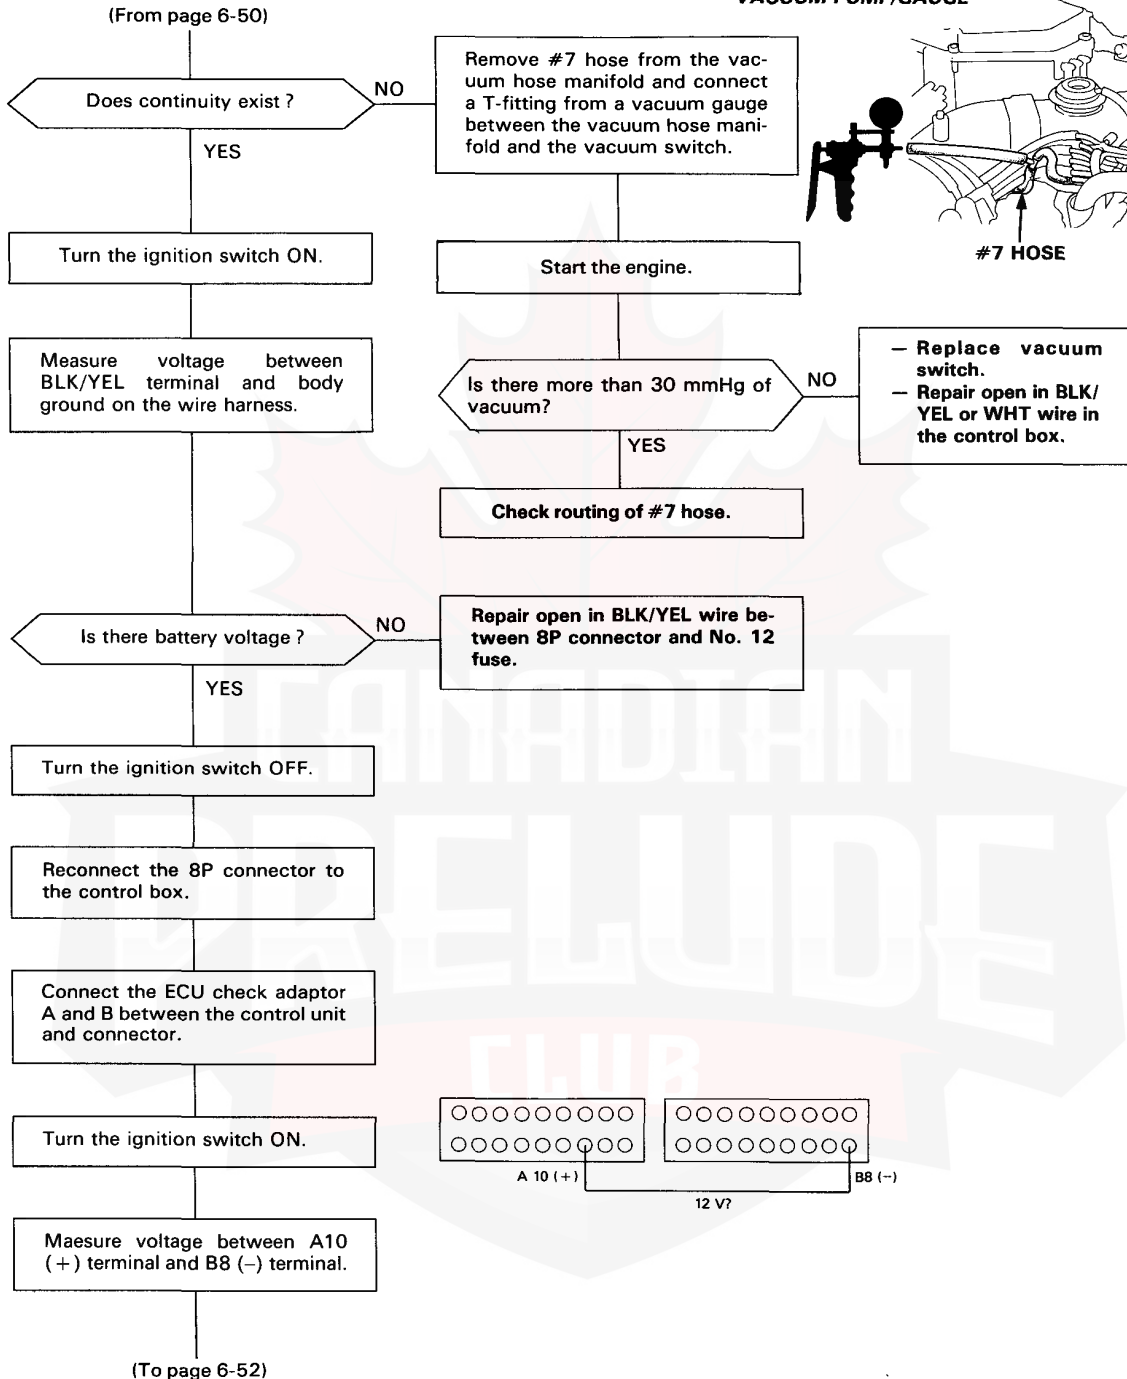 (From page 6-50)
VACUUM PUMP/GAUGE
Does continuity exist ?
NO
YES
Remove #7 hose from the vac-
uum hose manifold and connect
a T-fitting from a vacuum gauge
between the vacuum hose mani-
fold and the vacuum switch.
#7 HOSE
Turn the ignition switch ON.
Start the engine.
Measure voltage between
BLK/YEL terminal and body
ground on the wire harness.
Is there more than 30 mmHg of
vacuum?
NO
YES
— Replace vacuum
switch.
— Repair open in BLK/
YEL or WHT wire in
the control box.
Check routing of #7 hose.
Is there battery voltage ?
NO
YES
Repair open in BLK/YEL wire be-
tween 8P connector and No. 12
fuse.
Turn the ignition switch OFF.
Reconnect the 8P connector to
the control box.
Connect the ECU check adaptor
A and B between the control unit
and connector.
Turn the ignition switch ON.
A 10 (+)
B8 (−)
12 V?
Maesure voltage between A10
(+) terminal and B8 (−) terminal.
(To page 6-52)
CANADIAN
PRELUDE
CLUB